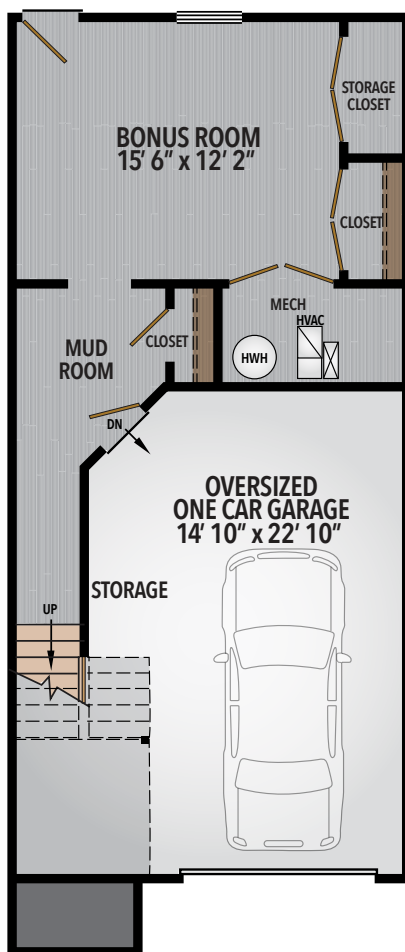 STORAGE
CLOSET
BONUS ROOM
15' 6" x 12' 2"
CLOSET
MECH
HVAC
MUD
ROOM
CLOSET
HWH
DN
OVERSIZED
ONE CAR GARAGE
14' 10" x 22' 10"
STORAGE
UP